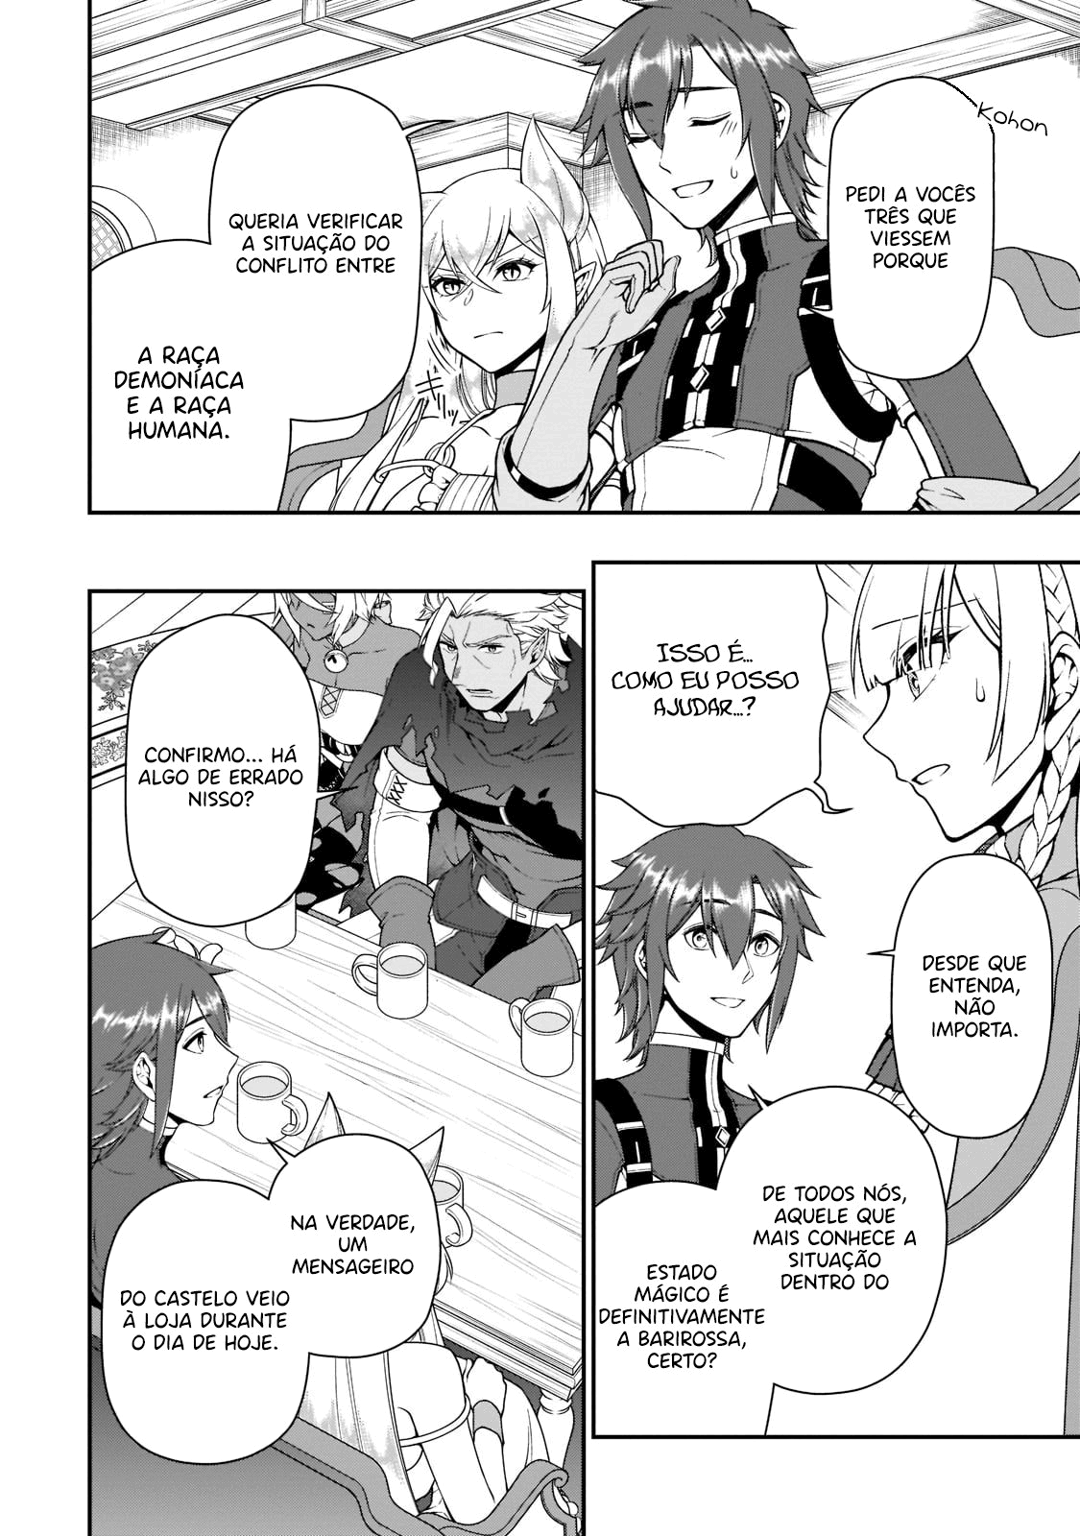 Kohon
PEDI A VOCÊS
TRÊS QUE
VIESSEM
PORQUE
QUERIA VERIFICAR
A SITUAÇÃO DO
CONFLITO ENTRE
A RAÇA
DEMONÍACA
E A RAÇA
HUMANA.
ISSO É...
COMO EU POSSO
AJUDAR...?
DESDE QUE
ENTENDA,
NÃO
IMPORTA.
DE TODOS NÓS,
AQUELE QUE
MAIS CONHECE A
SITUAÇÃO
DENTRO DO
ESTADO
MÁGICO É
DEFINITIVAMENTE
A BARIROSSA,
CERTO?
CONFIRMO... HÁ
ALGO DE ERRADO
NISSO?
NA VERDADE,
UM
MENSAGEIRO
DO CASTELO VEIO
À LOJA DURANTE
O DIA DE HOJE.